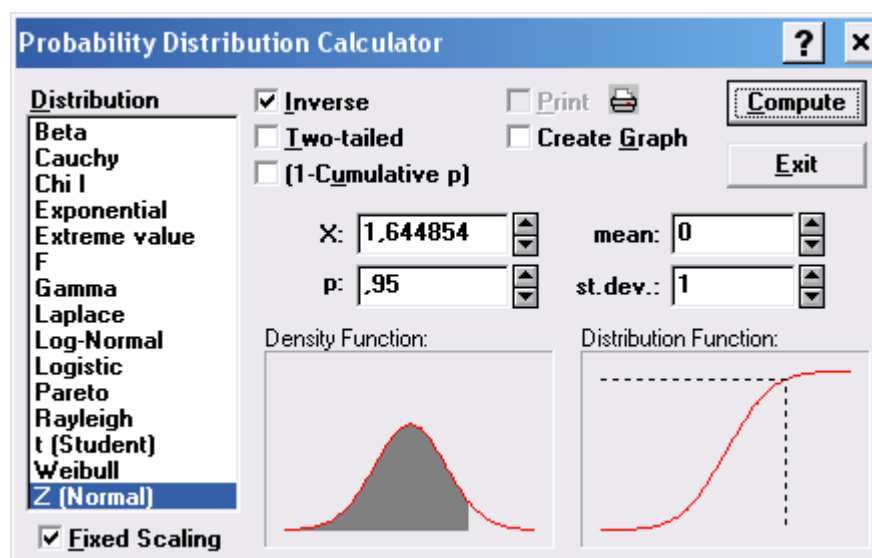 Probability Distribution Calculator
?
×
Distribution
Beta
Cauchy
Chi I
Exponential
Extreme value
F
Gamma
Laplace
Log-Normal
Logistic
Pareto
Rayleigh
t (Student)
Weibull
Z (Normal)
Fixed Scaling
Inverse
Two-tailed
(1-Cumulative p)
Print
Create Graph
Compute
Exit
X: 1,644854
p: ,95
mean: 0
st.dev.: 1
Density Function:
Distribution Function: